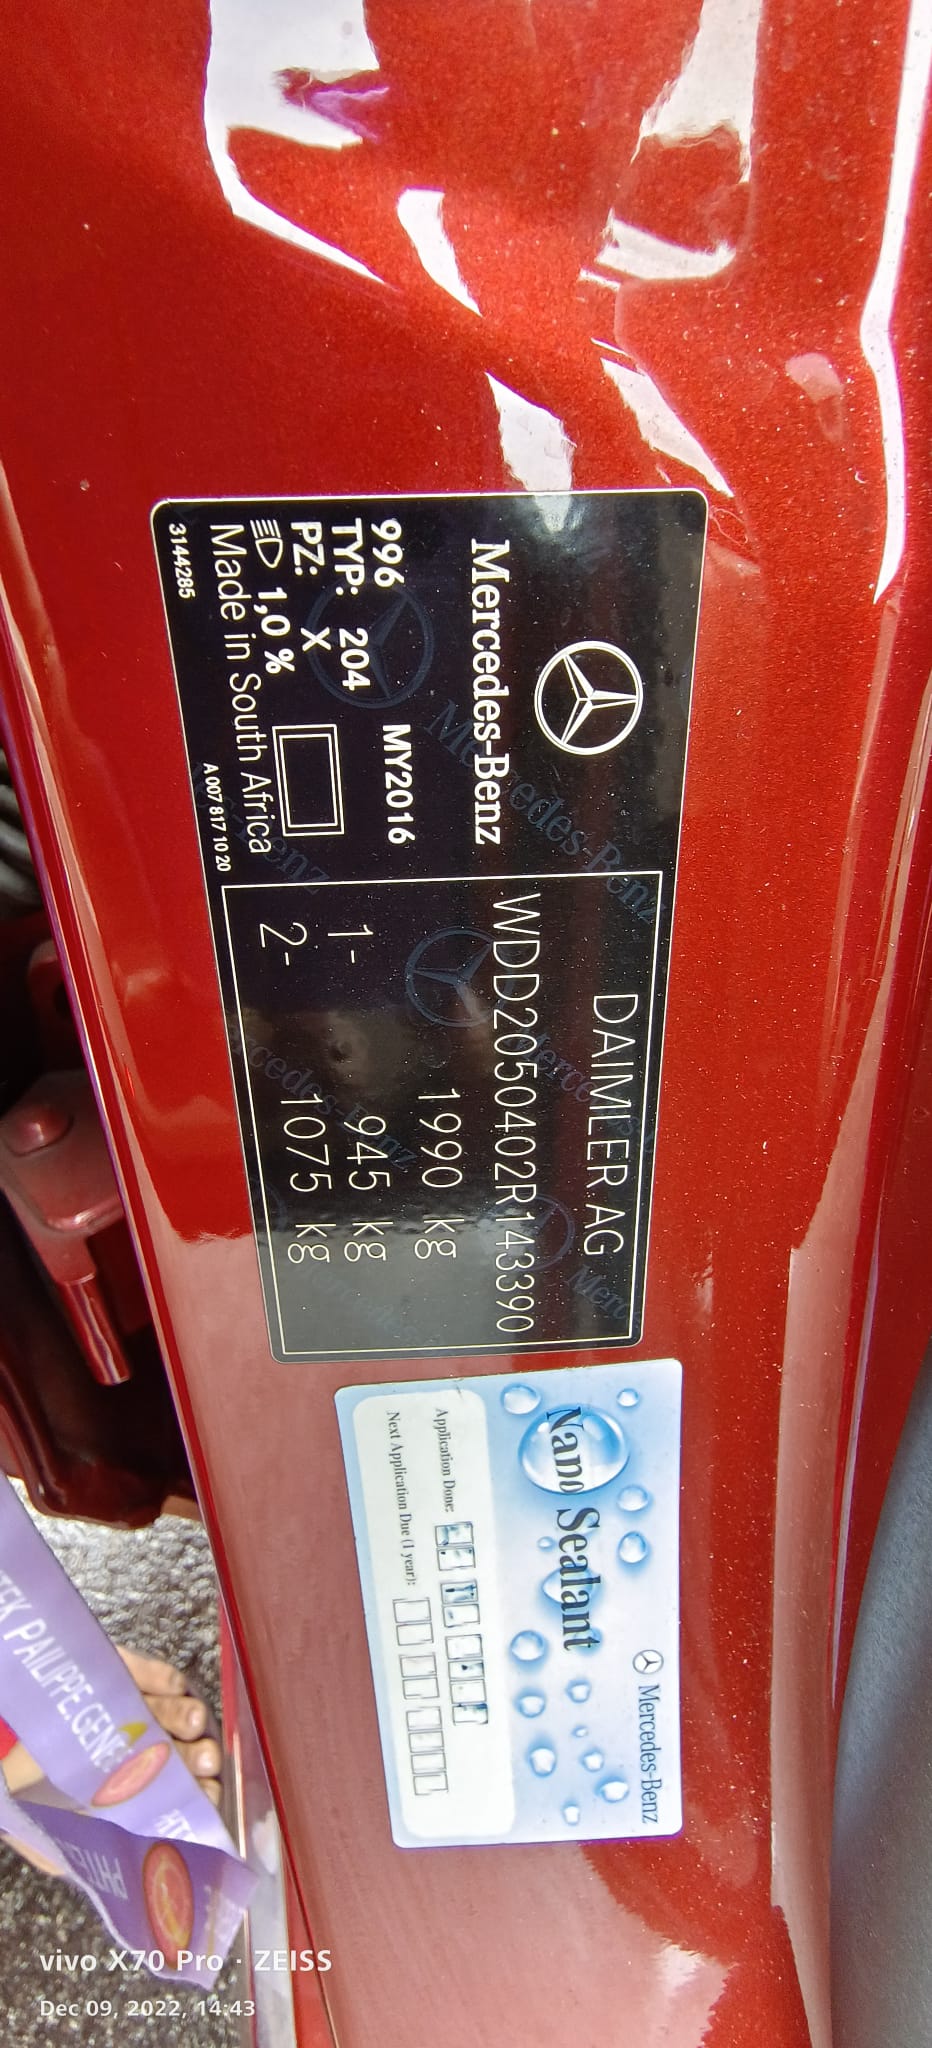 Mercedes-Benz
996 MY2016
TYP: 204
PZ: X
1,0 %
Made in South Africa
3144285
A 007 817 10 20
DAIMLER AG
WDD2050402R143390
1990 kg
1- 945 kg
2- 1075 kg
Mercedes-Benz
Nano Sealant
Application Done:
Next Application Due (1 year):
vivo X70 Pro · ZEISS
Dec 09, 2022, 14:43